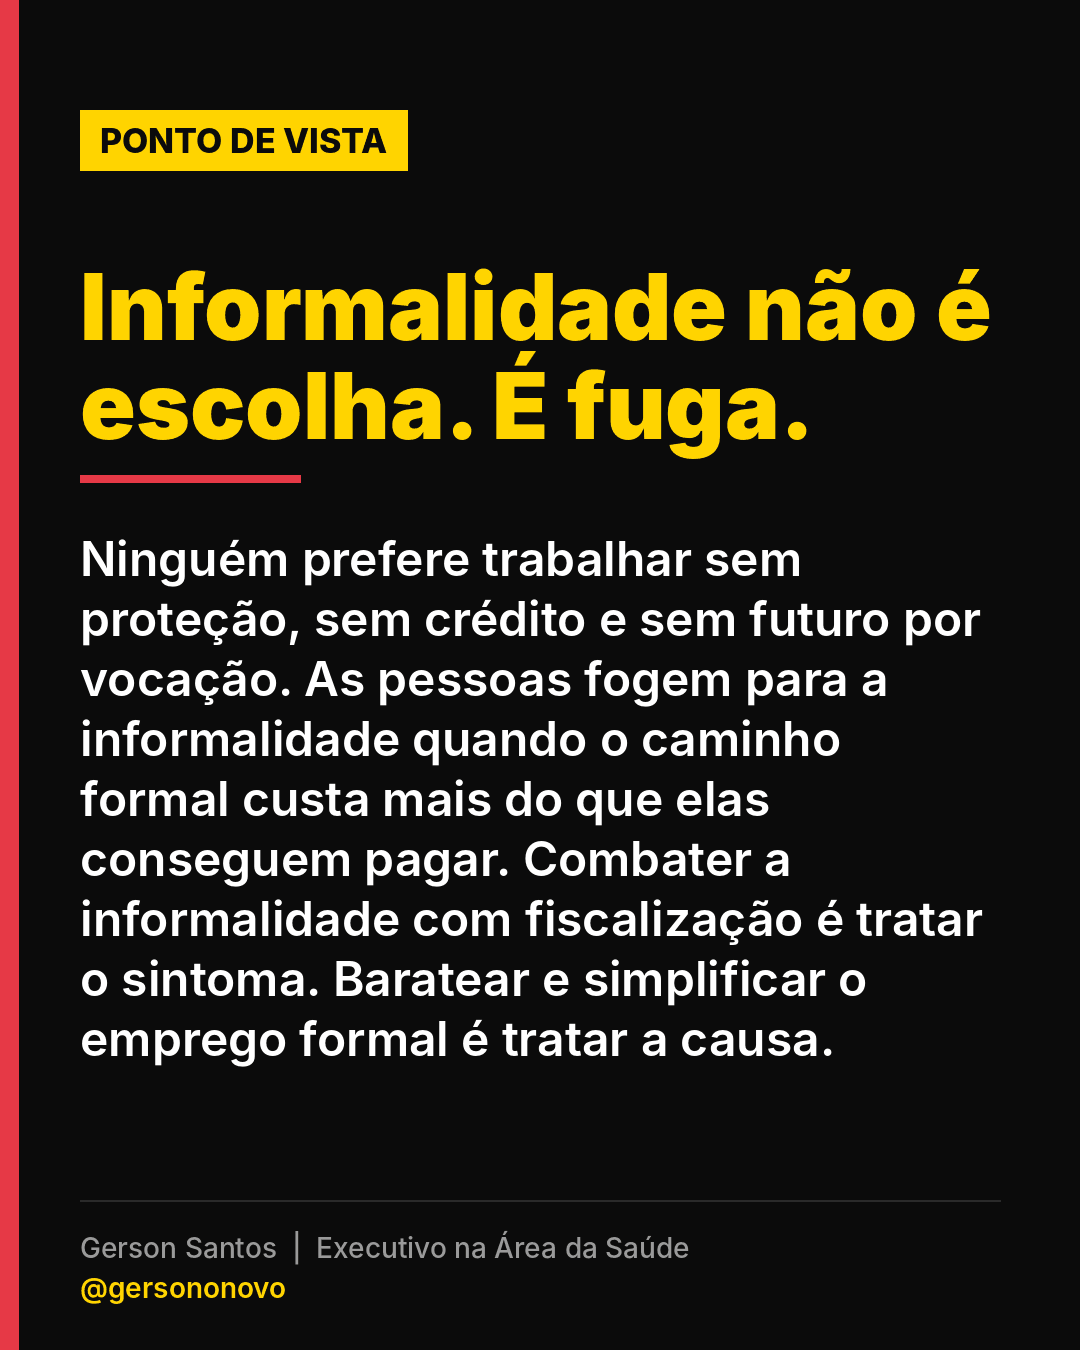 PONTO DE VISTA
Informalidade não é
escolha. É fuga.
Ninguém prefere trabalhar sem
proteção, sem crédito e sem futuro por
vocação. As pessoas fogem para a
informalidade quando o caminho
formal custa mais do que elas
conseguem pagar. Combater a
informalidade com fiscalização é tratar
o sintoma. Baratear e simplificar o
emprego formal é tratar a causa.
Gerson Santos | Executivo na Área da Saúde
@gersononovo